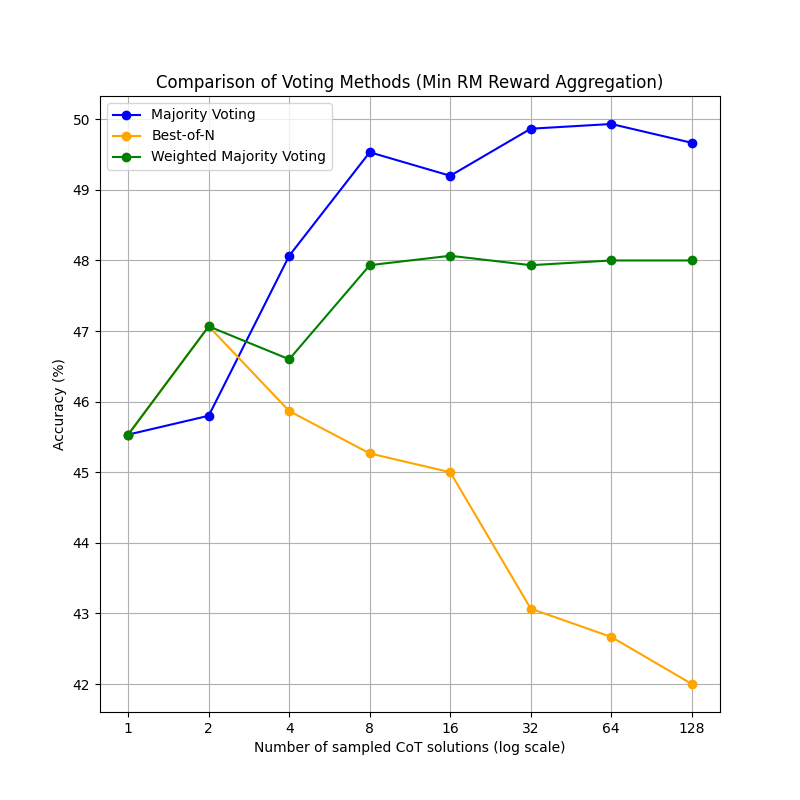 Comparison of Voting Methods (Min RM Reward Aggregation)
Majority Voting
Best-of-N
Weighted Majority Voting
50
49
48
47
46
45
44
43
42
Accuracy (%)
1 2 4 8 16 32 64 128
Number of sampled CoT solutions (log scale)